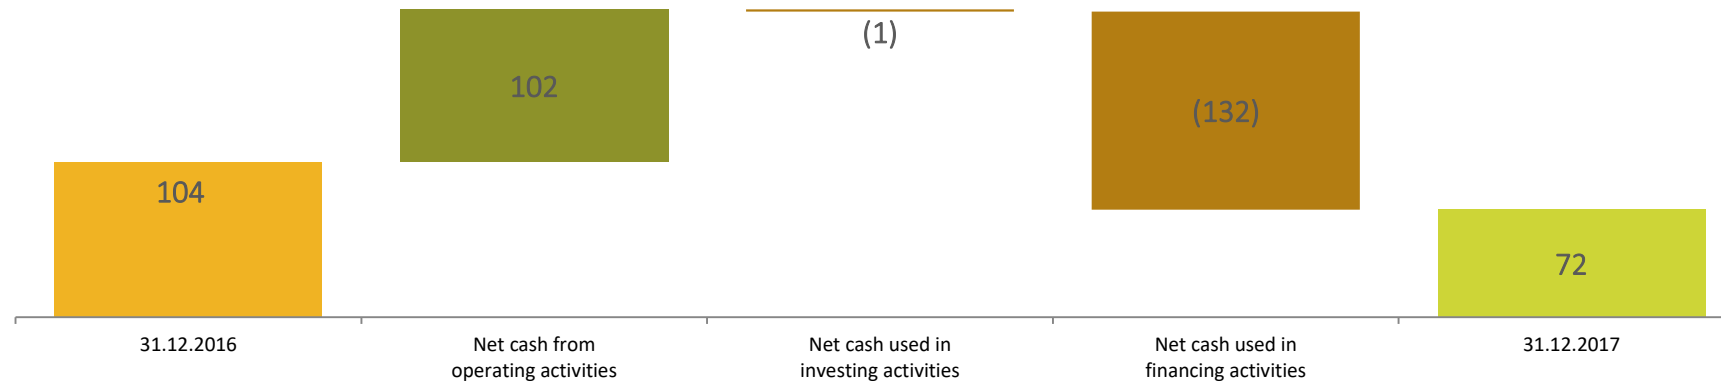 104
102
(1)
(132)
72
31.12.2016
Net cash from
operating activities
Net cash used in
investing activities
Net cash used in
financing activities
31.12.2017